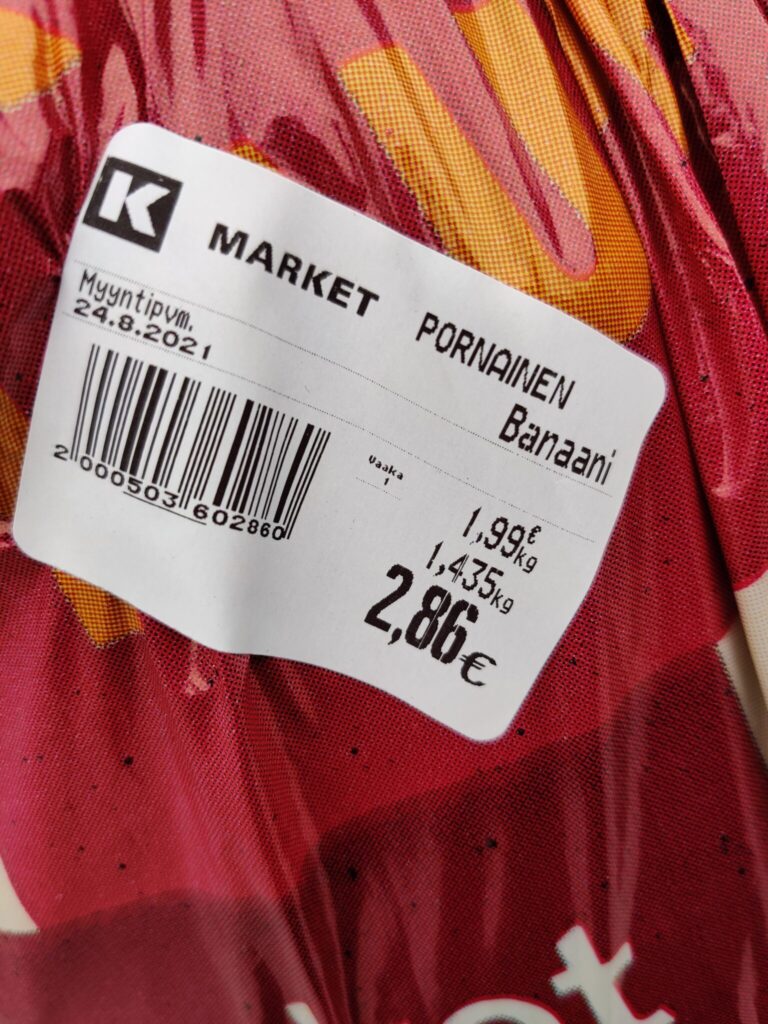 K MARKET PORNAINEN
Myyntipvm.
24.8.2021
Banaani
2 000503 602860
Vaaka
1
1,99€
kg
1,435kg
2,86€